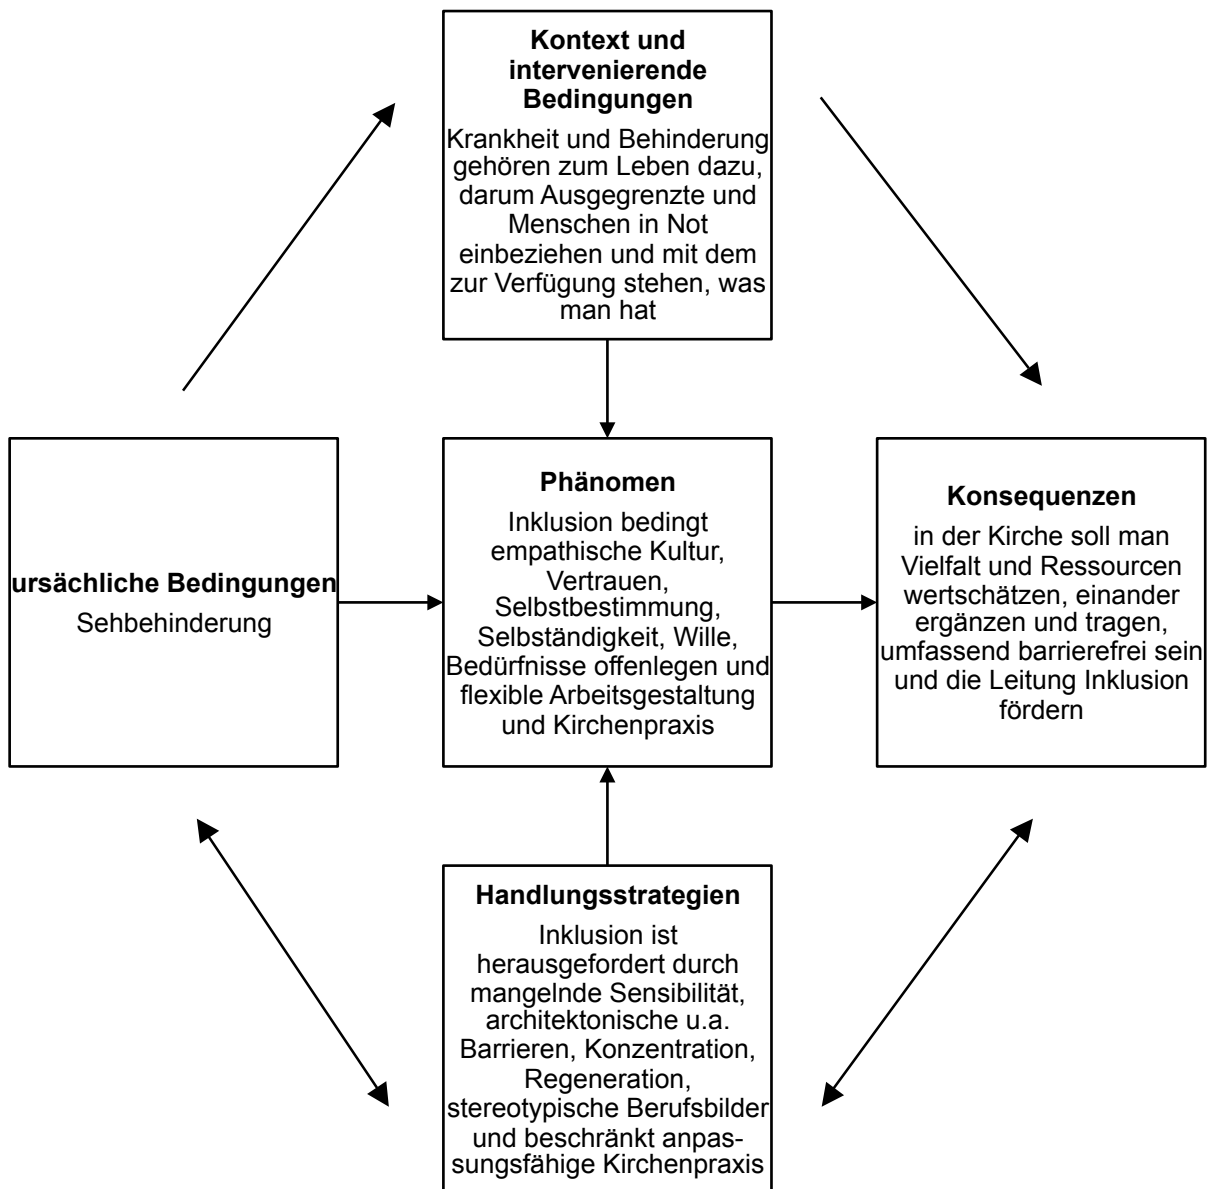 Kontext und
intervenierende
Bedingungen
Krankheit und Behinderung
gehören zum Leben dazu,
darum Ausgegrenzte und
Menschen in Not
einbeziehen und mit dem
zur Verfügung stehen, was
man hat
ursächliche Bedingungen
Sehbehinderung
Phänomen
Inklusion bedingt
empathische Kultur,
Vertrauen,
Selbstbestimmung,
Selbständigkeit, Wille,
Bedürfnisse offenlegen und
flexible Arbeitsgestaltung
und Kirchenpraxis
Konsequenzen
in der Kirche soll man
Vielfalt und Ressourcen
wertschätzen, einander
ergänzen und tragen,
umfassend barrierefrei sein
und die Leitung Inklusion
fördern
Handlungsstrategien
Inklusion ist
herausgefordert durch
mangelnde Sensibilität,
architektonische u.a.
Barrieren, Konzentration,
Regeneration,
stereotypische Berufsbilder
und beschränkt anpas-
sungsfähige Kirchenpraxis